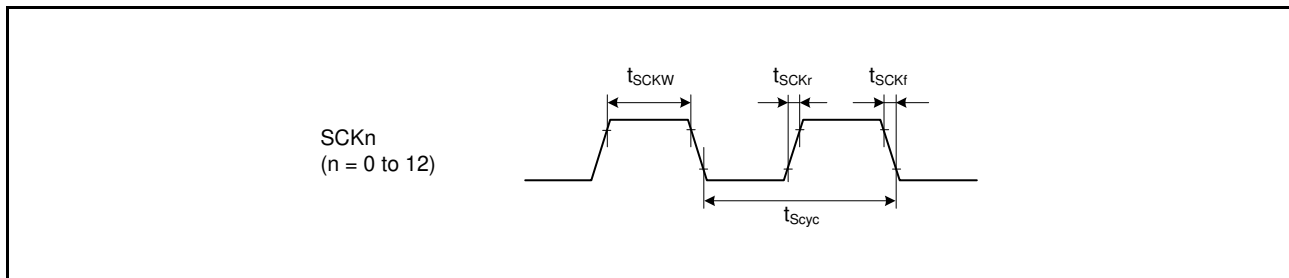 tSCKW
tSCKr
tSCKf
SCKn
(n = 0 to 12)
tScyc